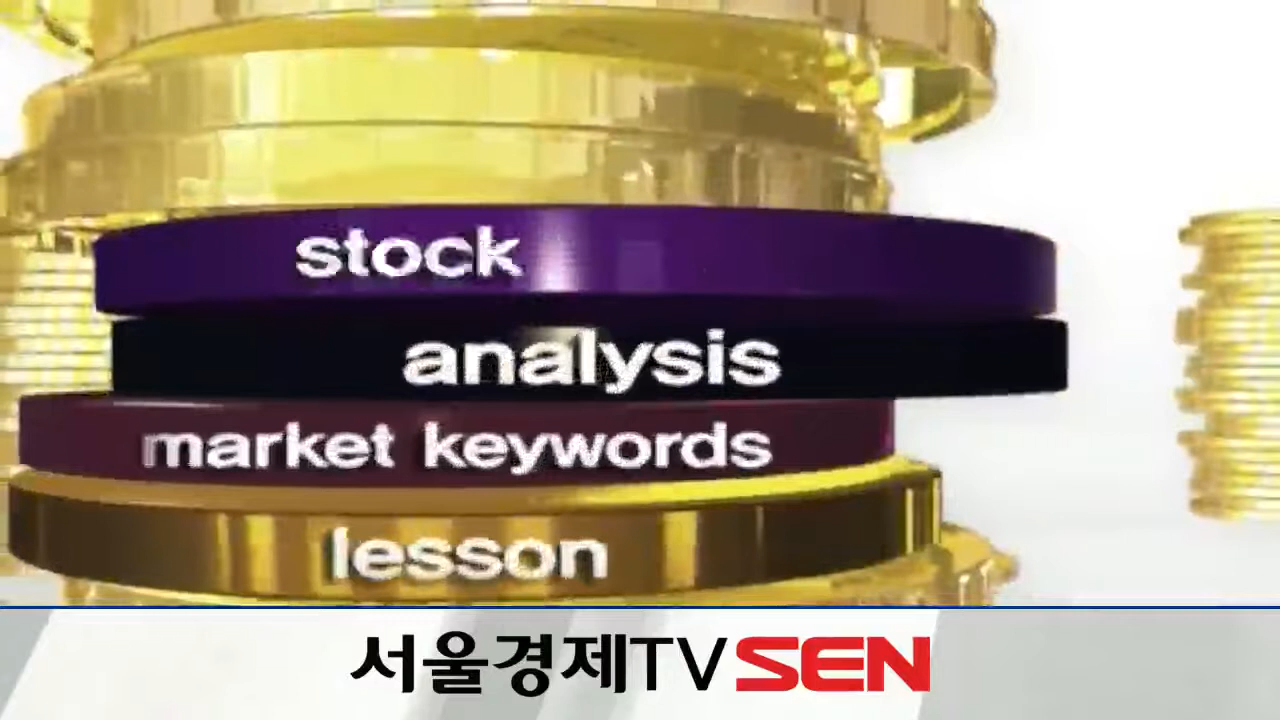 stock
analysis
market keywords
lesson
서울경제TV SEN